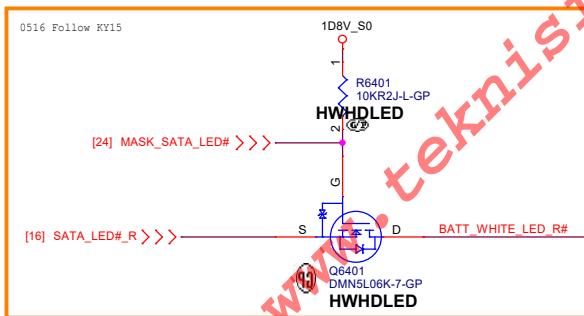 0516 Follow KY15
1D8V_S0
1
R6401
10KR2J-L-GP
HWHDLED
2
[24] MASK_SATA_LED#
G
[16] SATA_LED#_R
S
D
BATT_WHITE_LED_R#
Q6401
DMN5L06K-7-GP
HWHDLED
www.teknisi